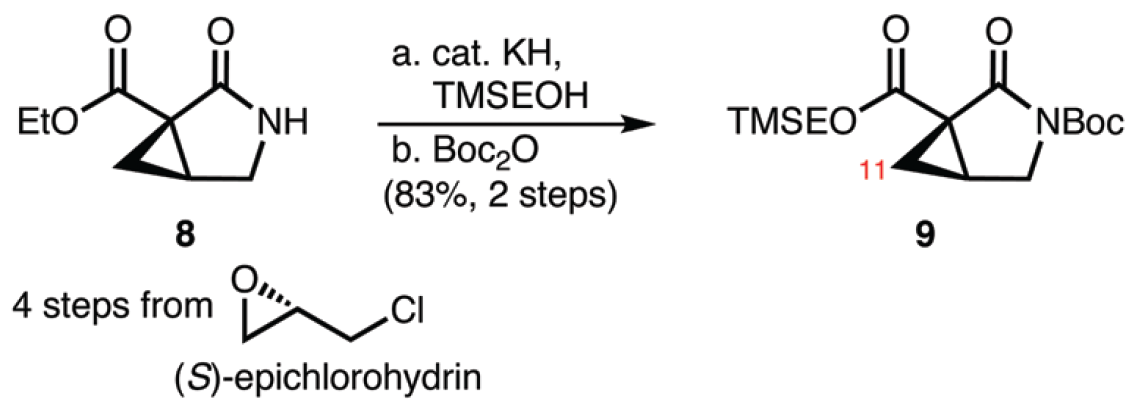 O O
EtO NH
8
a. cat. KH,
TMSEOH
b. Boc₂O
(83%, 2 steps)
O O
TMSEO NBoc
11
9
4 steps from
O
Cl
(S)-epichlorohydrin